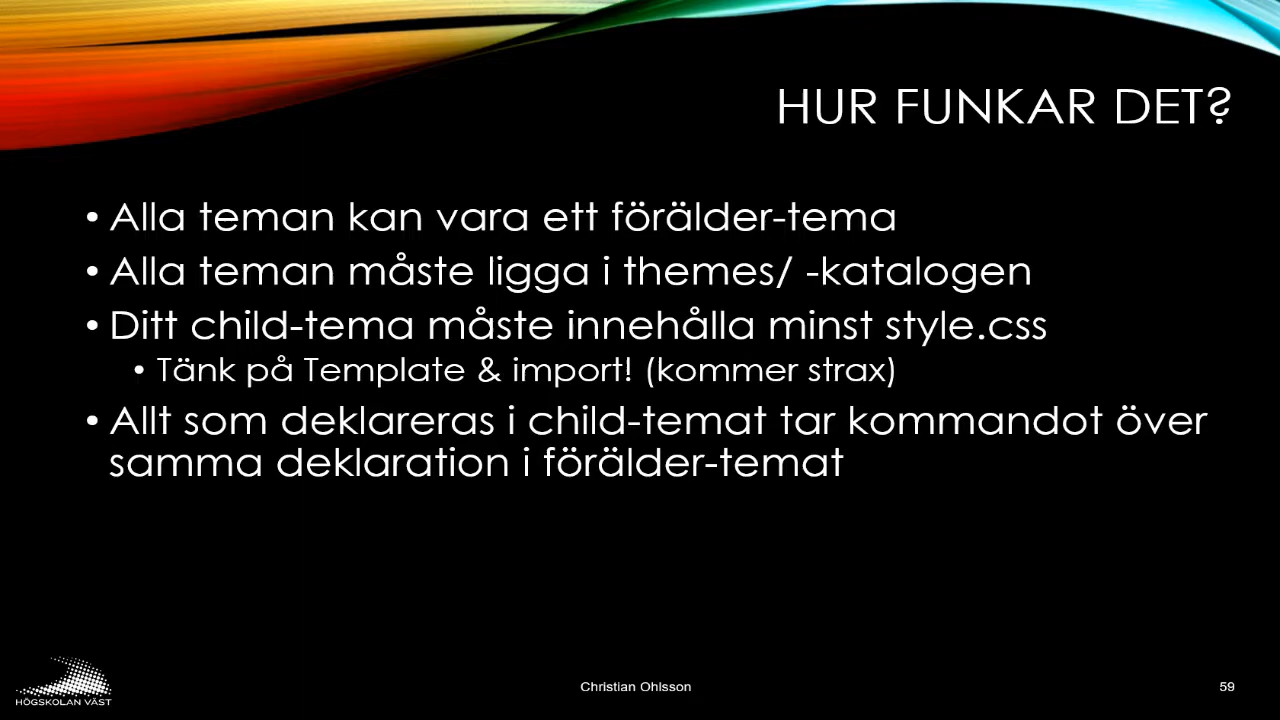 HUR FUNKAR DET?
• Alla teman kan vara ett förälder-tema
• Alla teman måste ligga i themes/ -katalogen
• Ditt child-tema måste innehålla minst style.css
• Tänk på Template & import! (kommer strax)
• Allt som deklareras i child-temat tar kommandot över
samma deklaration i förälder-temat
HÖGSKOLAN VÄST
Christian Ohlsson
59